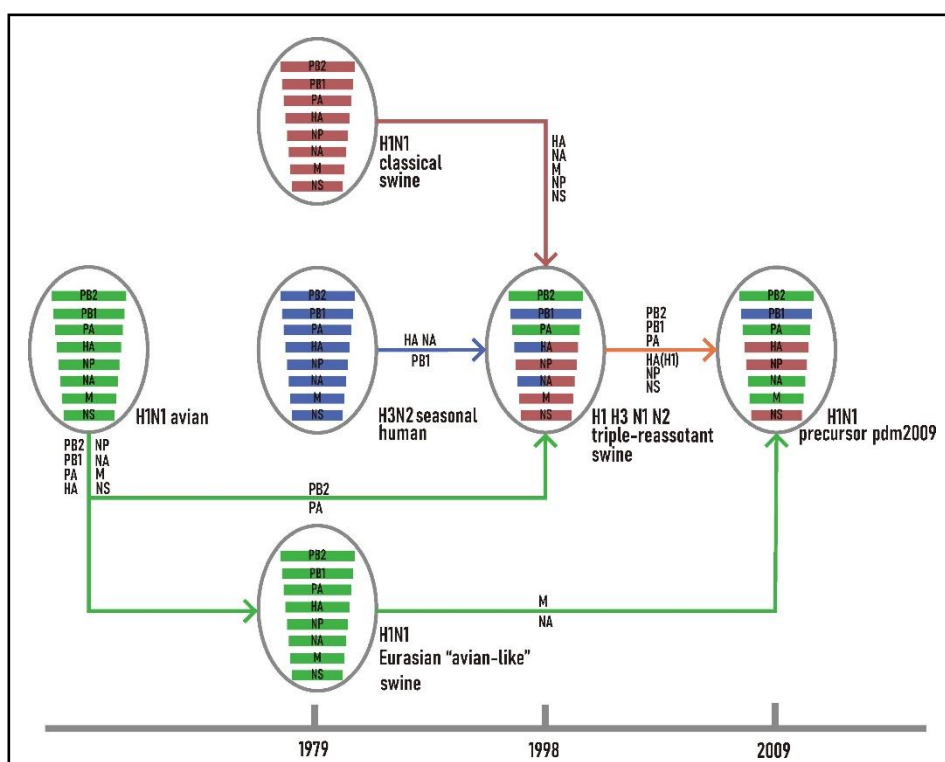 PB2
PB1
PA
HA
NP
NA
M
NS
H1N1
classical
swine
HA
NA
M
NP
NS
PB2
PB1
PA
HA
NP
NA
M
NS
H1N1 avian
PB2
PB1
PA
HA
NP
NA
M
NS
H3N2 seasonal
human
HA NA
PB1
PB2
PB1
PA
HA
NP
NA
M
NS
H1 H3 N1 N2
triple-reassotant
swine
PB2
PB1
PA
HA(H1)
NP
NS
PB2
PB1
PA
HA
NP
NA
M
NS
H1N1
precursor pdm2009
PB2 NP
PB1 NA
PA M
HA NS
PB2
PA
PB2
PB1
PA
HA
NP
NA
M
NS
H1N1
Eurasian “avian-like”
swine
M
NA
1979
1998
2009